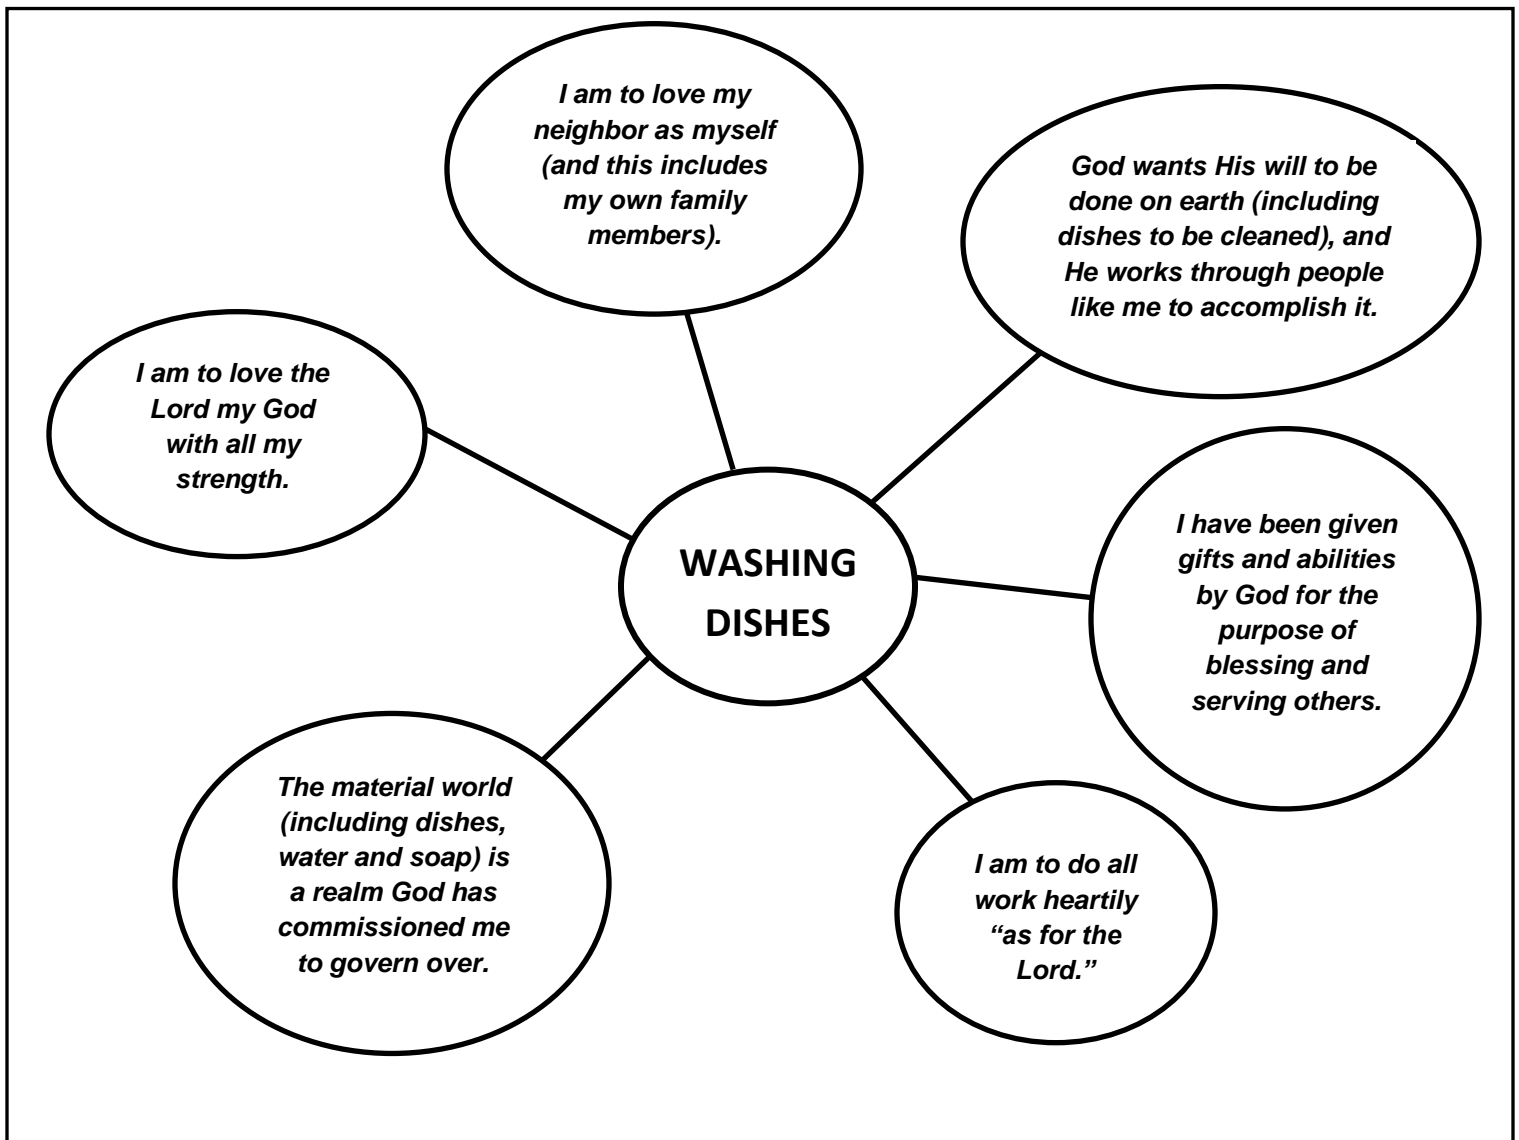 I am to love my
neighbor as myself
(and this includes
my own family
members).
God wants His will to be
done on earth (including
dishes to be cleaned), and
He works through people
like me to accomplish it.
I am to love the
Lord my God
with all my
strength.
I have been given
gifts and abilities
by God for the
purpose of
blessing and
serving others.
WASHING
DISHES
The material world
(including dishes,
water and soap) is
a realm God has
commissioned me
to govern over.
I am to do all
work heartily
“as for the
Lord.”